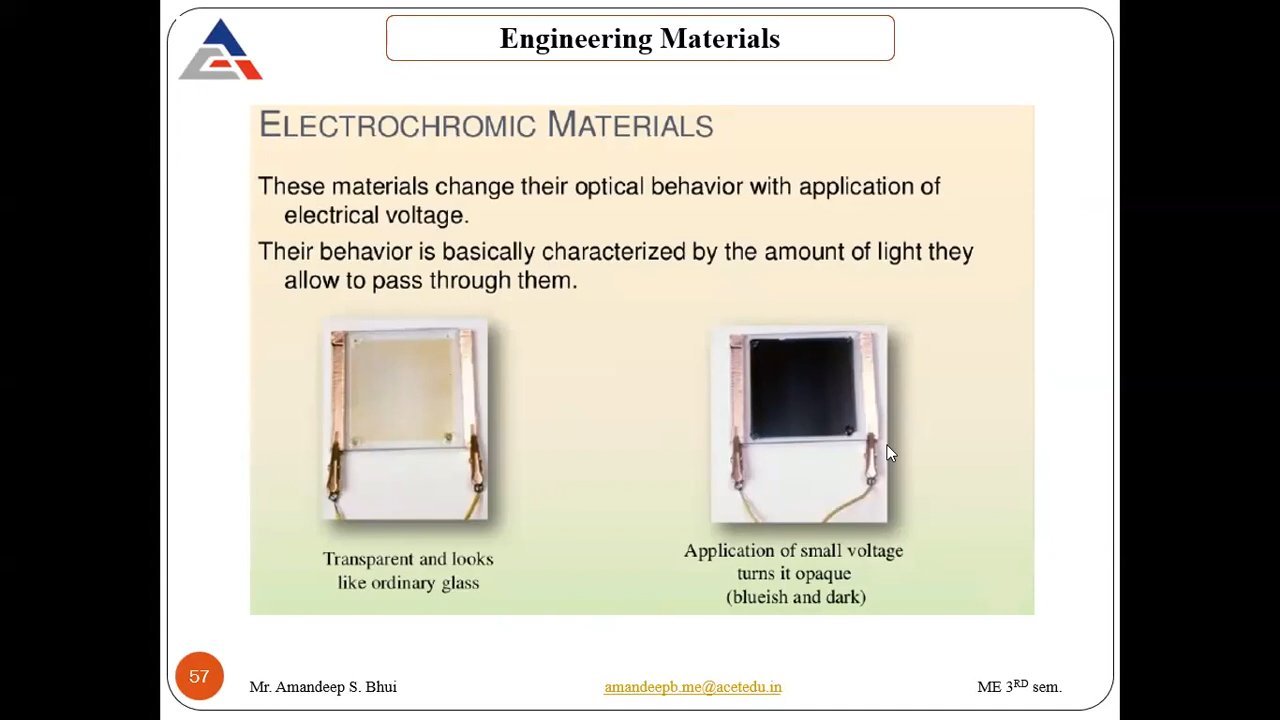 Engineering Materials
ELECTROCHROMIC MATERIALS
These materials change their optical behavior with application of
electrical voltage.
Their behavior is basically characterized by the amount of light they
allow to pass through them.
Transparent and looks
like ordinary glass
Application of small voltage
turns it opaque
(blueish and dark)
57
Mr. Amandeep S. Bhui
amandeepb.me@acetedu.in
ME 3RD sem.